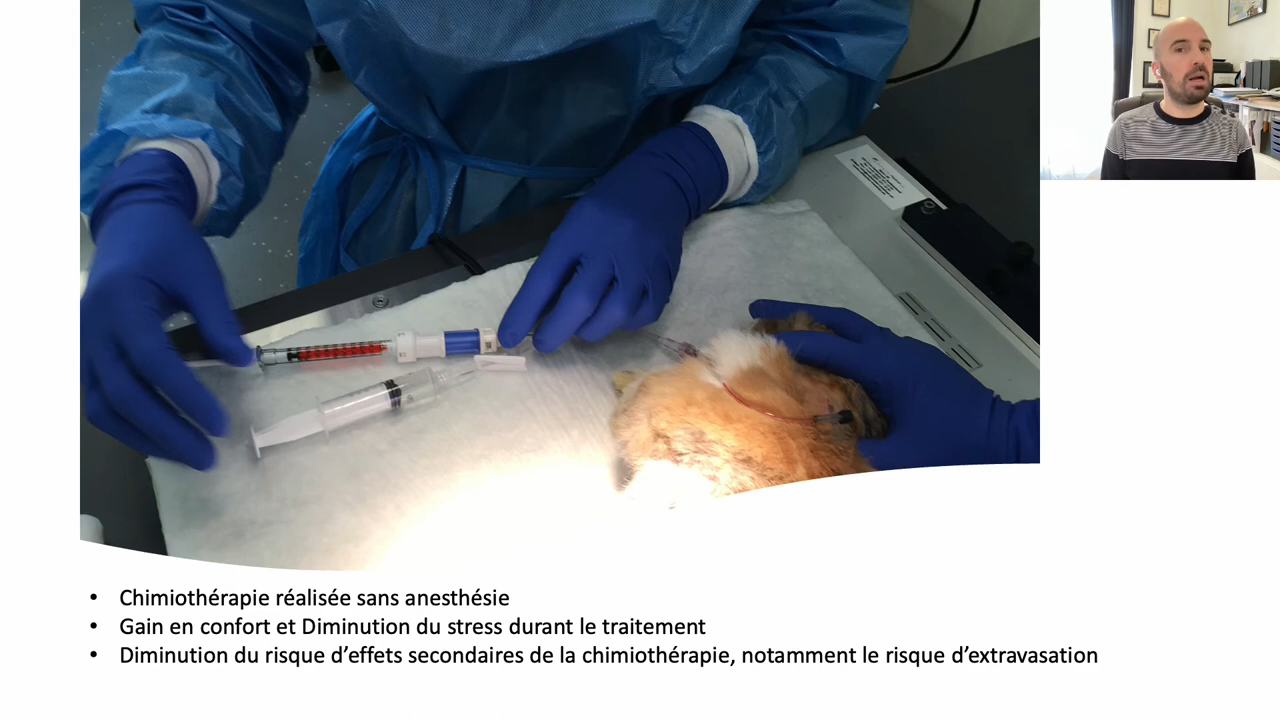 • Chimiothérapie réalisée sans anesthésie
• Gain en confort et Diminution du stress durant le traitement
• Diminution du risque d’effets secondaires de la chimiothérapie, notamment le risque d’extravasation